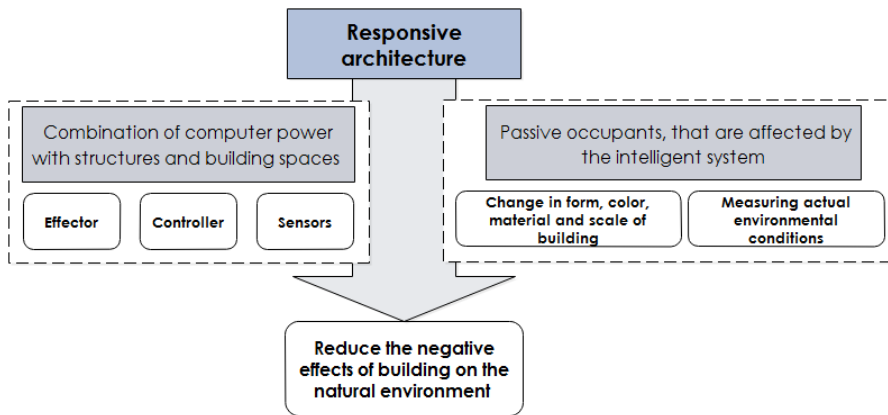 Responsive
architecture
Combination of computer power
with structures and building spaces
Effector
Controller
Sensors
Passive occupants, that are affected by
the intelligent system
Change in form, color,
material and scale of
building
Measuring actual
environmental
conditions
Reduce the negative
effects of building on the
natural environment